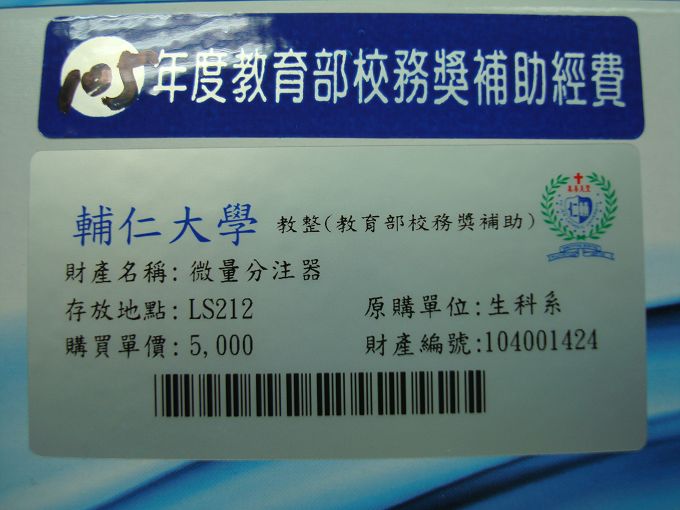 105年度教育部校務獎補助經費
輔仁大學 教整(教育部校務獎補助)
財產名稱: 微量分注器
存放地點: LS212 原購單位: 生科系
購買單價: 5,000 財產編號:104001424